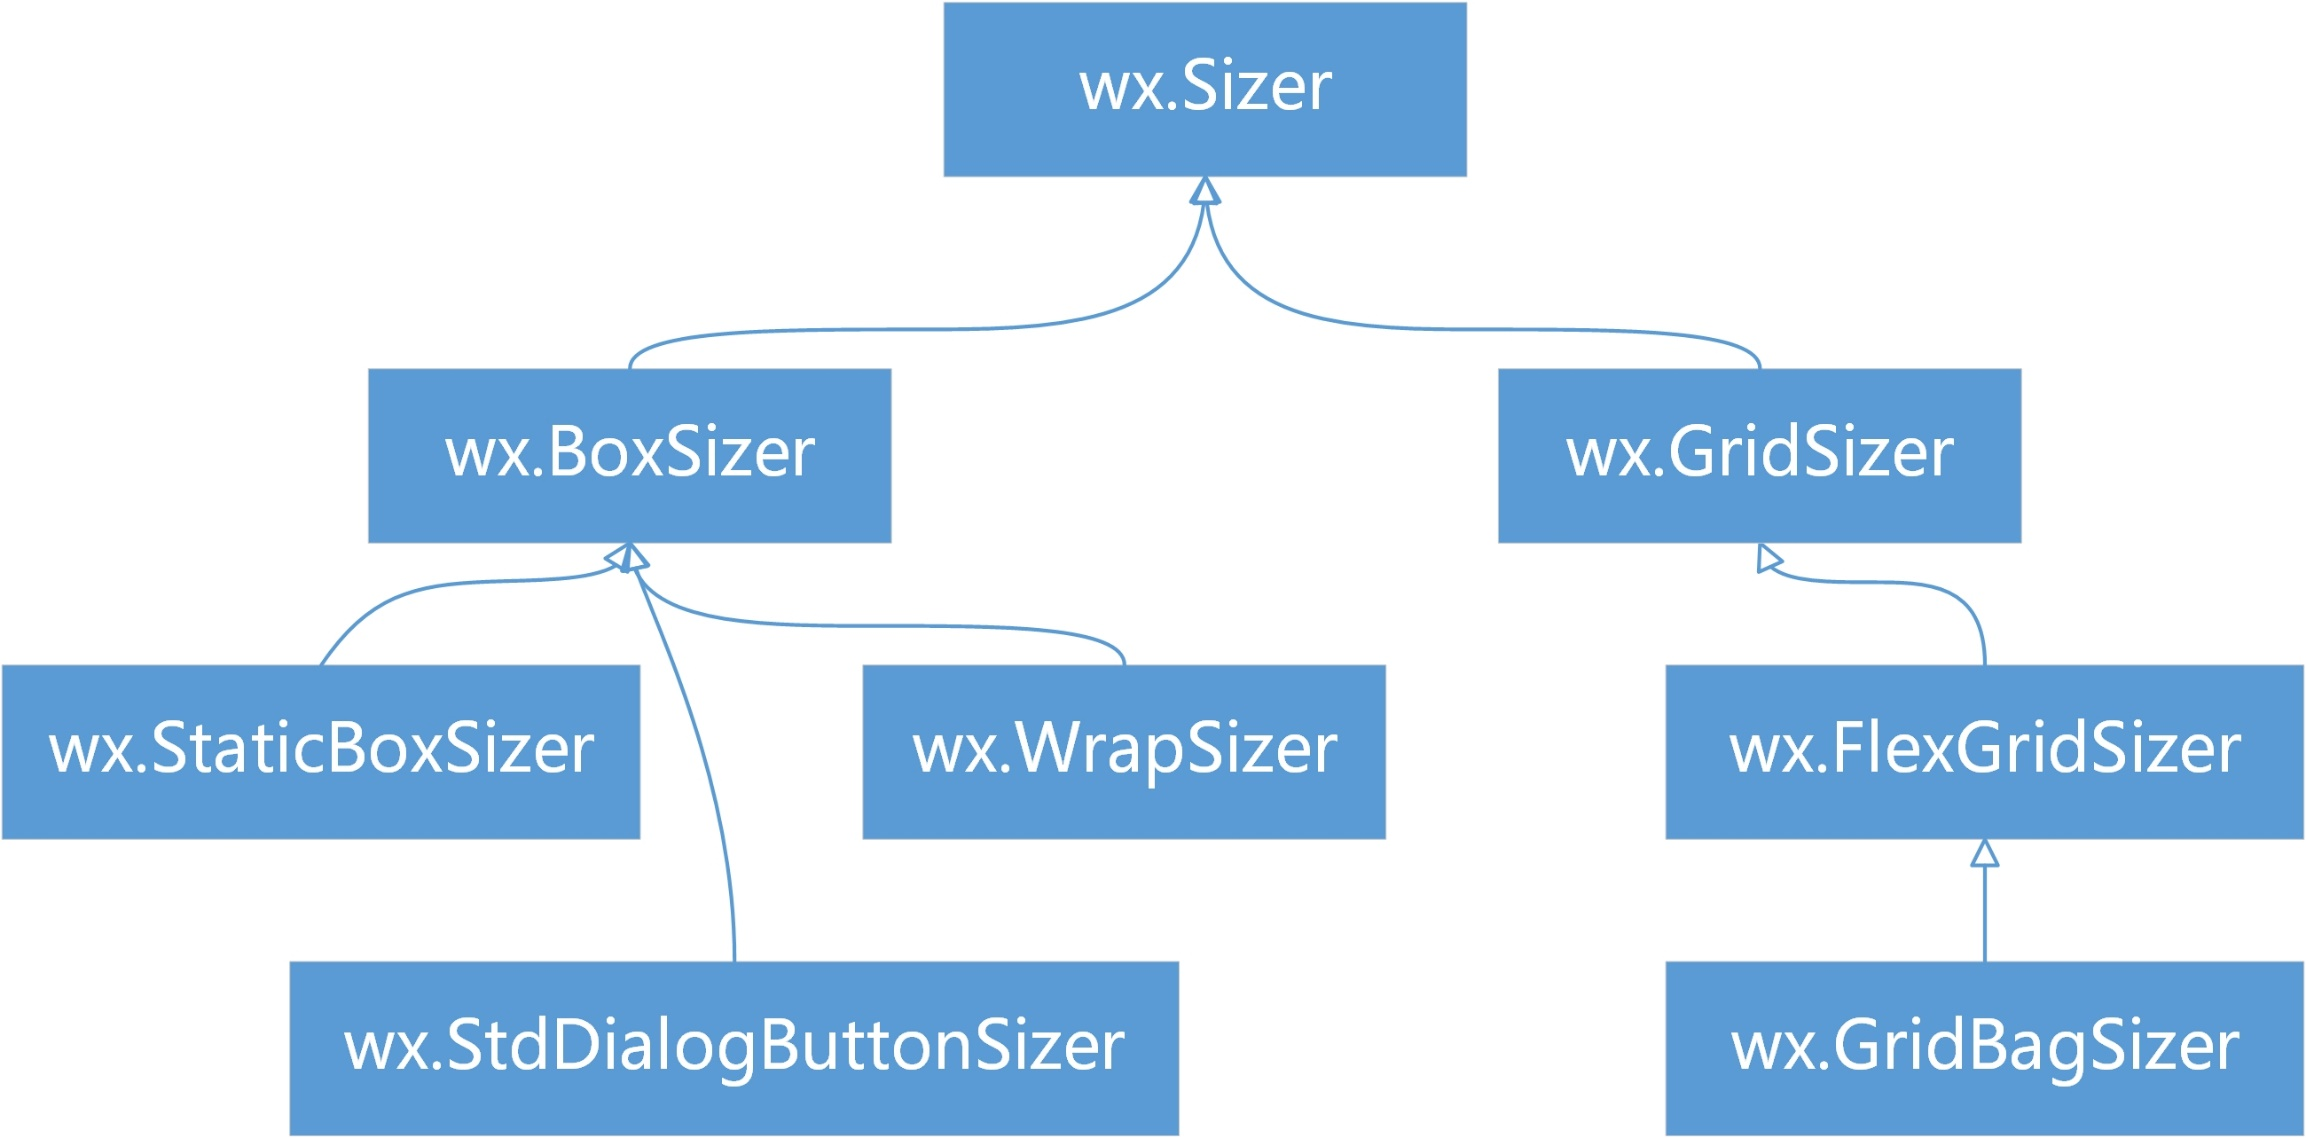 wx.Sizer
wx.BoxSizer
wx.GridSizer
wx.StaticBoxSizer
wx.WrapSizer
wx.FlexGridSizer
wx.StdDialogButtonSizer
wx.GridBagSizer